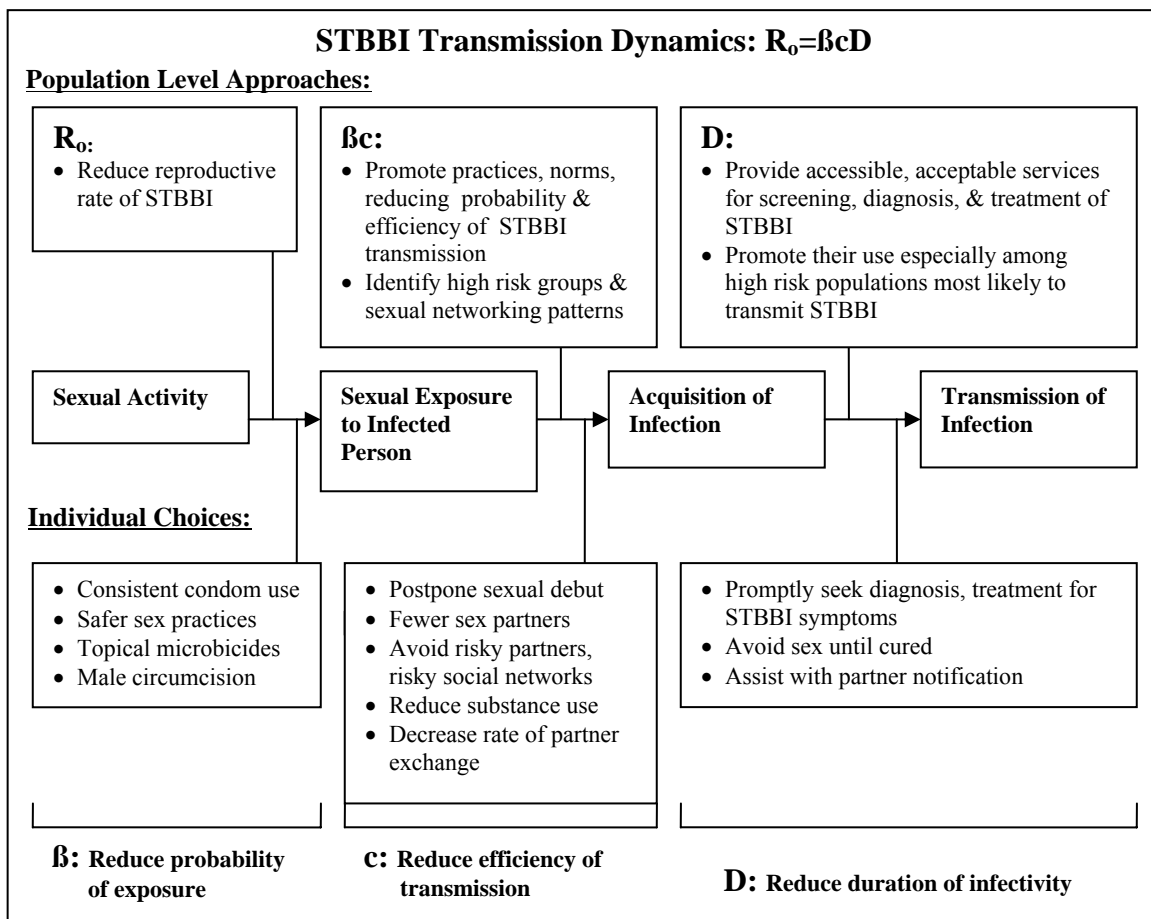 STBBI Transmission Dynamics: Ro=ßcD
Population Level Approaches:
Ro:
• Reduce reproductive
rate of STBBI
ßc:
• Promote practices, norms,
reducing probability &
efficiency of STBBI
transmission
• Identify high risk groups &
sexual networking patterns
D:
• Provide accessible, acceptable services
for screening, diagnosis, & treatment of
STBBI
• Promote their use especially among
high risk populations most likely to
transmit STBBI
Sexual Activity
Sexual Exposure
to Infected
Person
Acquisition of
Infection
Transmission of
Infection
Individual Choices:
• Consistent condom use
• Safer sex practices
• Topical microbicides
• Male circumcision
• Postpone sexual debut
• Fewer sex partners
• Avoid risky partners,
risky social networks
• Reduce substance use
• Decrease rate of partner
exchange
• Promptly seek diagnosis, treatment for
STBBI symptoms
• Avoid sex until cured
• Assist with partner notification
ß: Reduce probability
of exposure
c: Reduce efficiency of
transmission
D: Reduce duration of infectivity